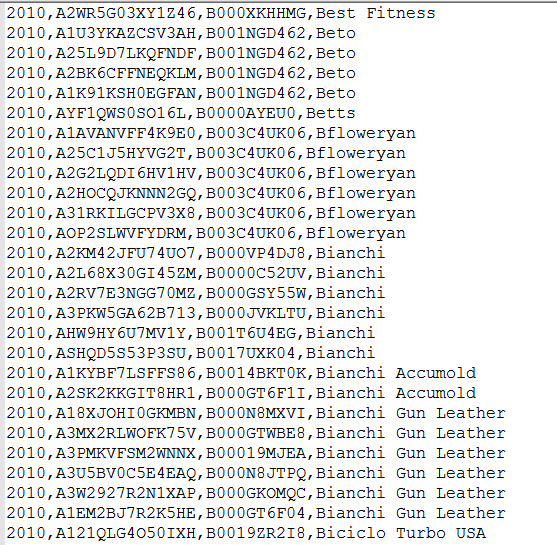 2010,A2WR5G03XY1Z46,B000XKHHMG,Best Fitness
2010,A1U3YKAZCSV3AH,B001NGD462,Beto
2010,A25L9D7LKQFNDF,B001NGD462,Beto
2010,A2BK6CFFNEQKLM,B001NGD462,Beto
2010,A1K91KSH0EGFAN,B001NGD462,Beto
2010,AYF1QWS0SO16L,B0000AYEU0,Betts
2010,A1AVANVFF4K9E0,B003C4UK06,Bfloweryan
2010,A25C1J5HYVG2T,B003C4UK06,Bfloweryan
2010,A2G2LQDI6HV1HV,B003C4UK06,Bfloweryan
2010,A2HOCQJKNNN2GQ,B003C4UK06,Bfloweryan
2010,A31RKILGCPV3X8,B003C4UK06,Bfloweryan
2010,AOP2SLWVFYDRM,B003C4UK06,Bfloweryan
2010,A2KM42JFU74UO7,B000VP4DJ8,Bianchi
2010,A2L68X30GI45ZM,B0000C52UV,Bianchi
2010,A2RV7E3NGG70MZ,B000GSY55W,Bianchi
2010,A3PKW5GA62B713,B000JVKLTU,Bianchi
2010,AHW9HY6U7MV1Y,B001T6U4EG,Bianchi
2010,ASHQD5S53P3SU,B0017UXK04,Bianchi
2010,A1KYBF7LSFFS86,B0014BKT0K,Bianchi Accumold
2010,A2SK2KKGIT8HR1,B000GT6F1I,Bianchi Accumold
2010,A18XJOHI0GKMBN,B000N8MXVI,Bianchi Gun Leather
2010,A3MX2RLWOFK75V,B000GTWBE8,Bianchi Gun Leather
2010,A3PMKVFSM2WNNX,B00019MJEA,Bianchi Gun Leather
2010,A3U5BV0C5E4EAQ,B000N8JTPQ,Bianchi Gun Leather
2010,A3W2927R2N1XAP,B000GKOMQC,Bianchi Gun Leather
2010,A1EM2BJ7R2K5HE,B000GT6F04,Bianchi Gun Leather
2010,A121QLG4O50IXH,B0019ZR2I8,Biciclo Turbo USA